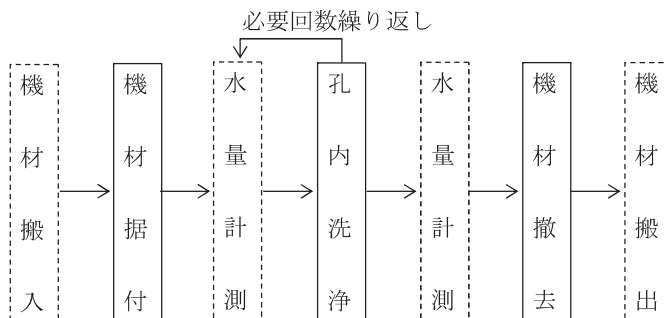 必要回数繰り返し
機材搬入
機材据付
水量計測
孔内洗浄
水量計測
機材撤去
機材搬出